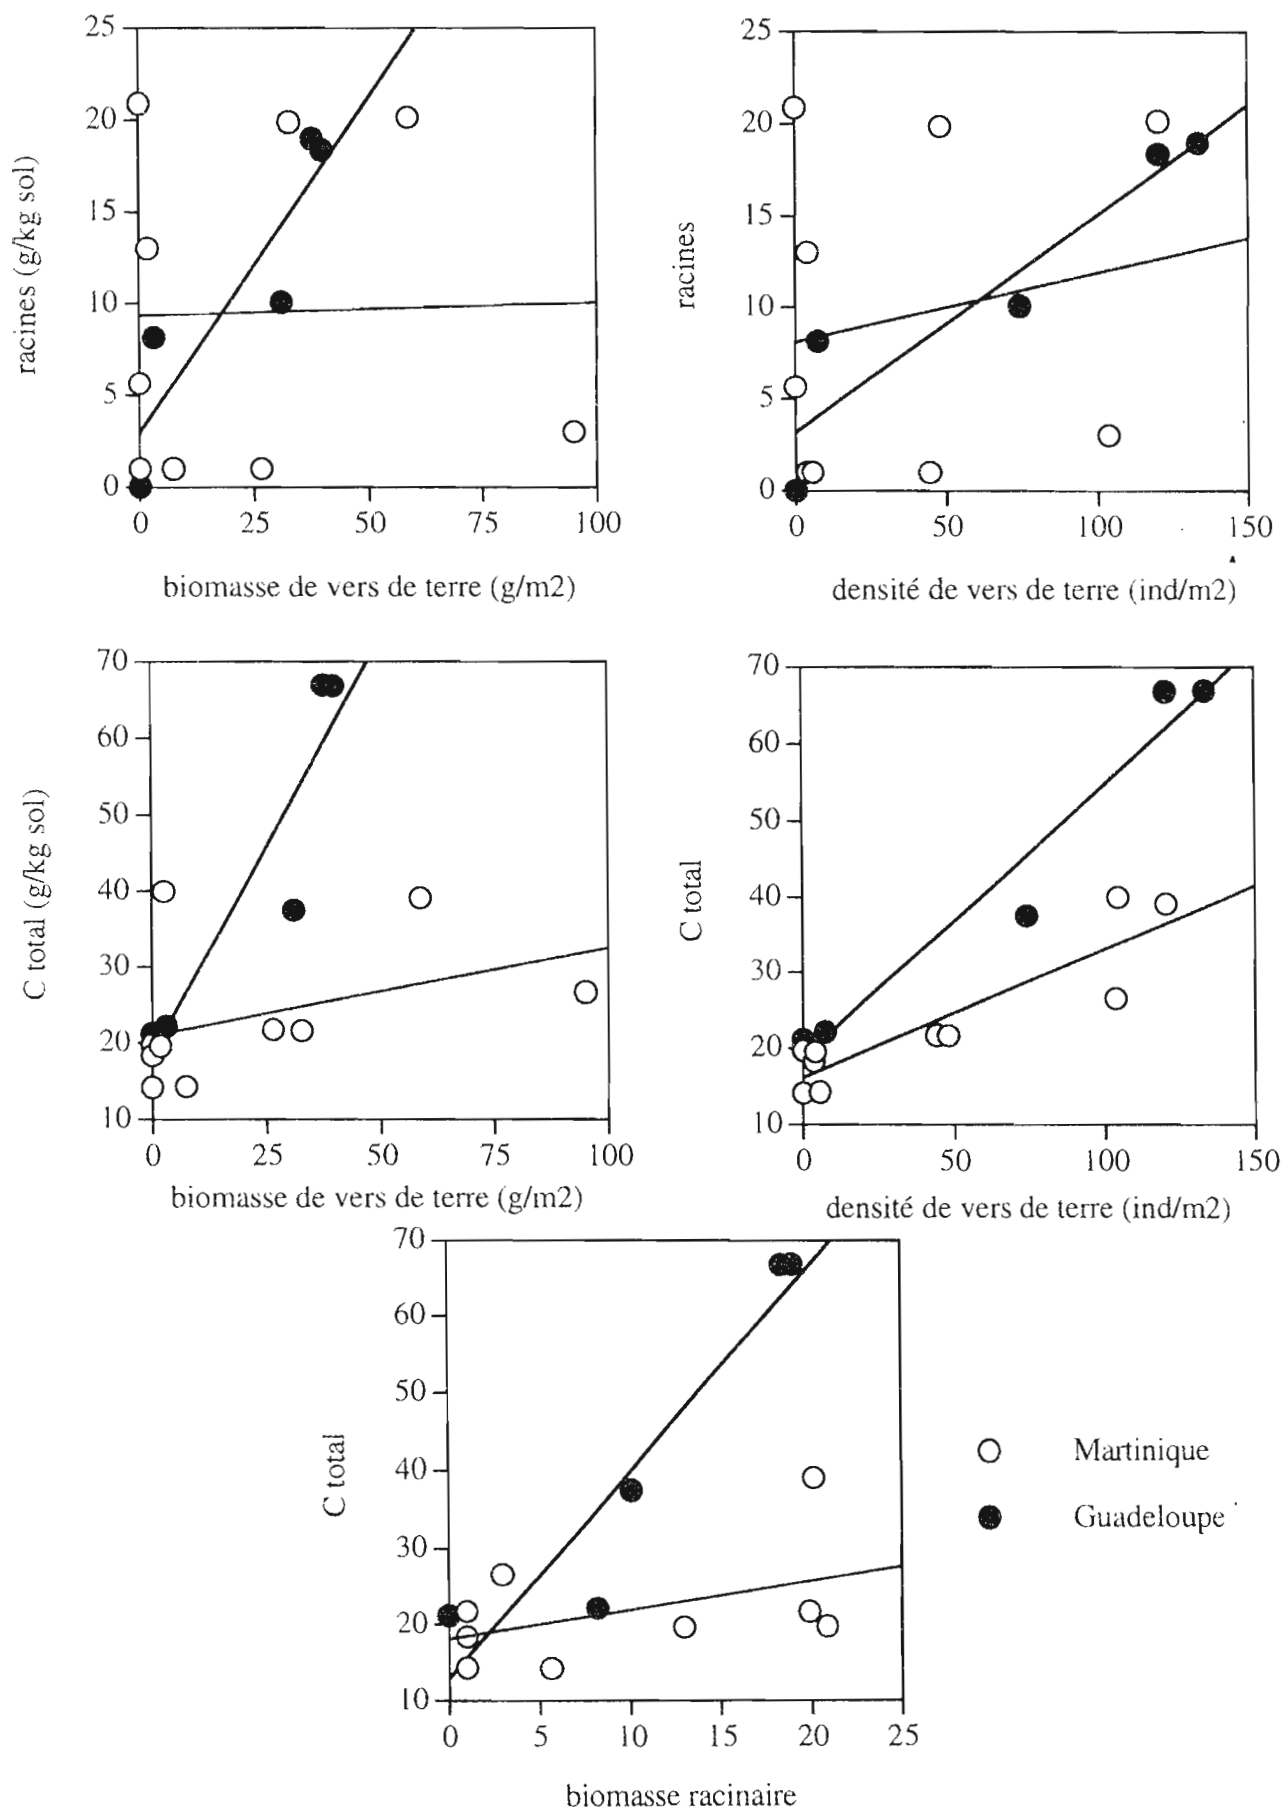 25
20
15
10
5
0
racines (g/kg sol)
0 25 50 75 100
biomasse de vers de terre (g/m2)
25
20
15
10
5
0
racines
0 50 100 150
densité de vers de terre (ind/m2)
70
60
50
40
30
20
10
C total (g/kg sol)
0 25 50 75 100
biomasse de vers de terre (g/m2)
70
60
50
40
30
20
10
C total
0 50 100 150
densité de vers de terre (ind/m2)
70
60
50
40
30
20
10
C total
0 5 10 15 20 25
biomasse racinaire
Martinique
Guadeloupe